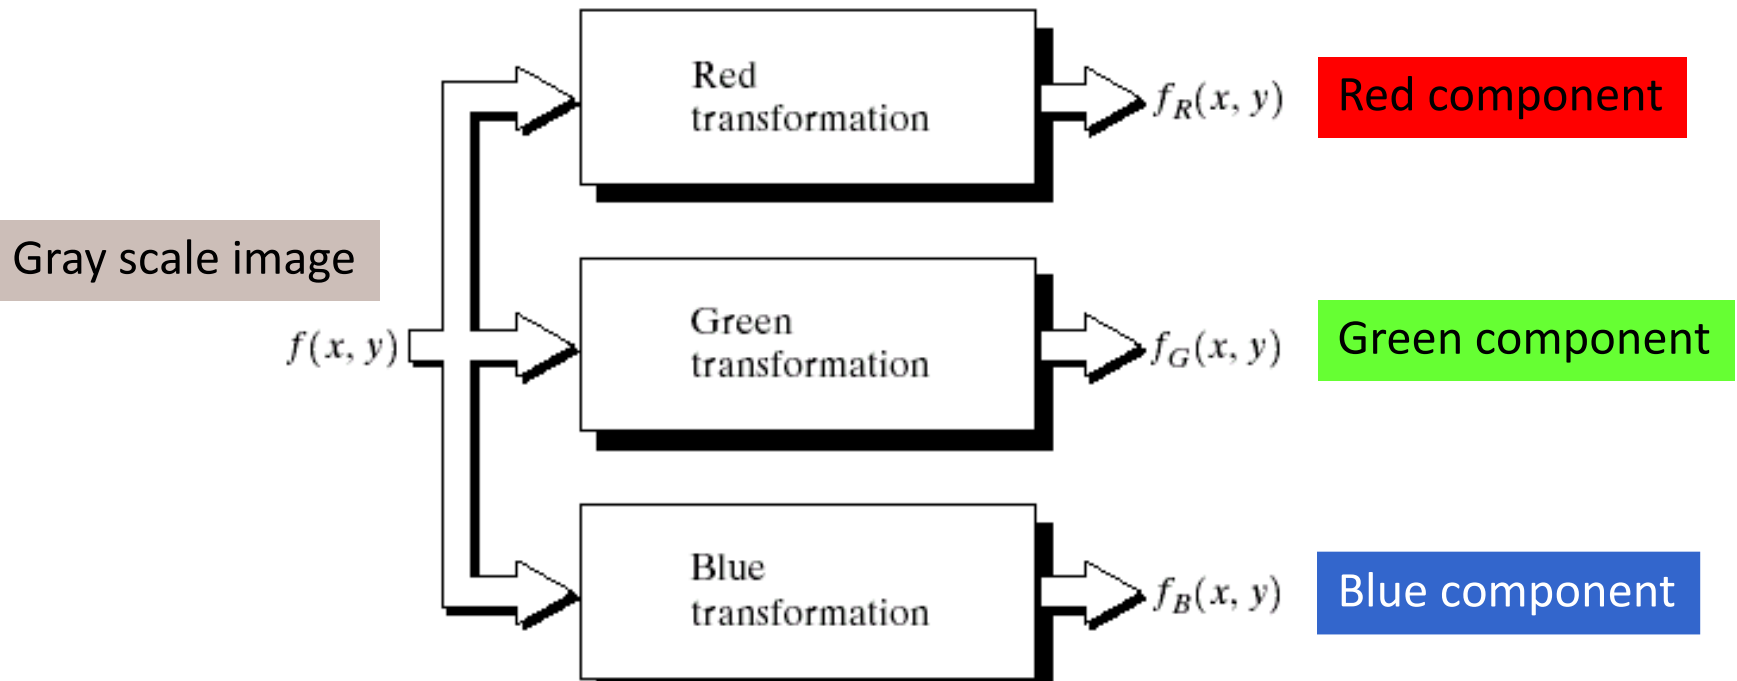 Red
transformation
f_R(x, y)
Red component
Gray scale image
f(x, y)
Green
transformation
f_G(x, y)
Green component
Blue
transformation
f_B(x, y)
Blue component